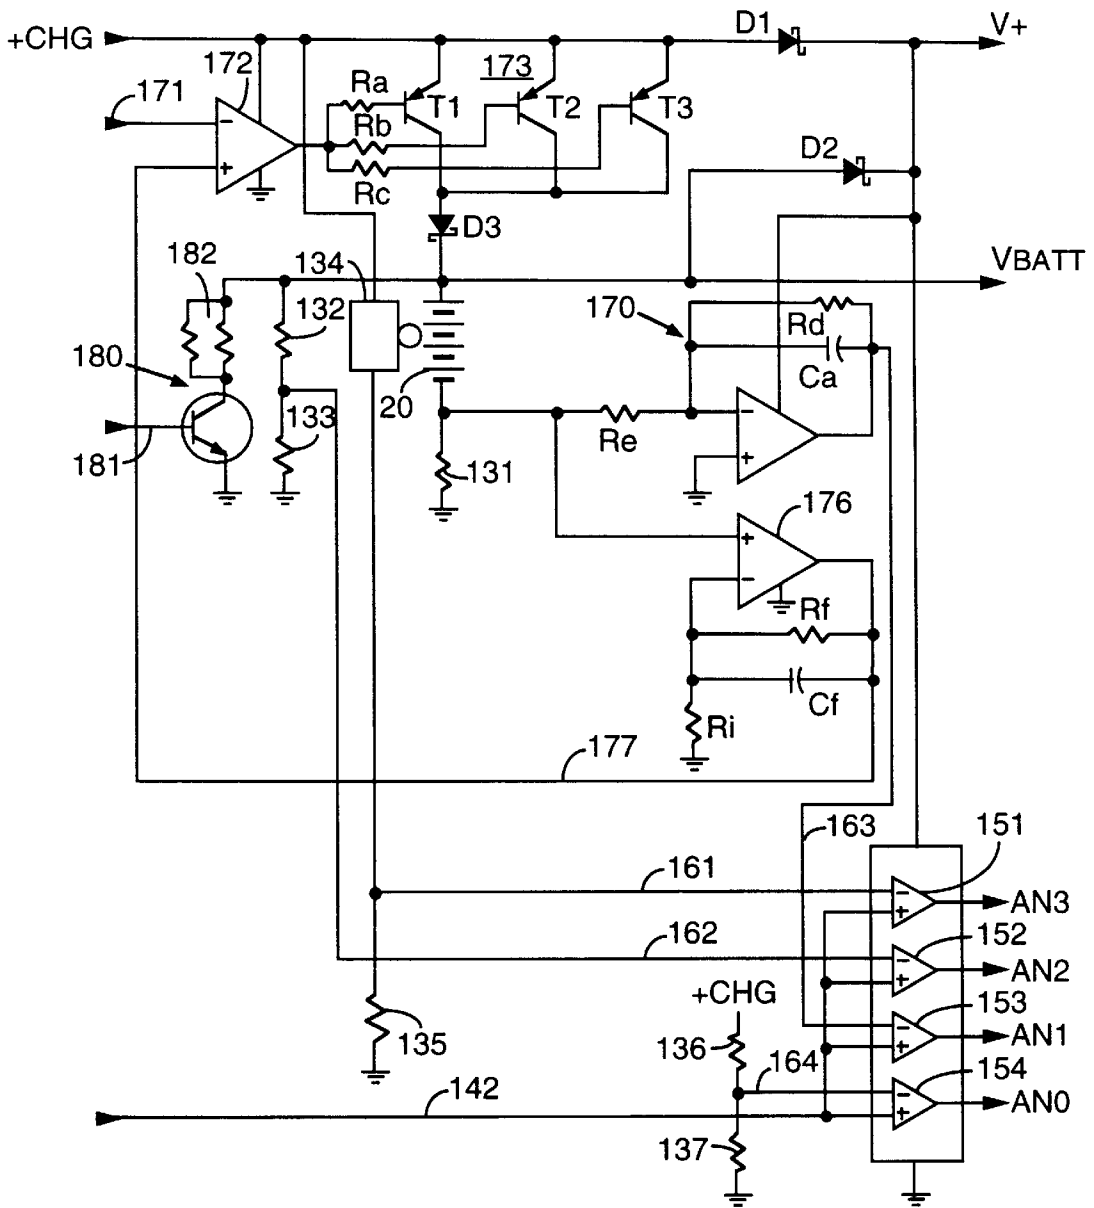 +CHG
D1
V+
172
173
171
Ra
T1
T2
T3
Rb
Rc
D2
D3
182
134
VBATT
132
170
Rd
Ca
180
133
20
Re
181
131
176
Rf
Cf
Ri
177
163
151
161
AN3
162
152
AN2
+CHG
153
135
136
AN1
164
154
142
AN0
137